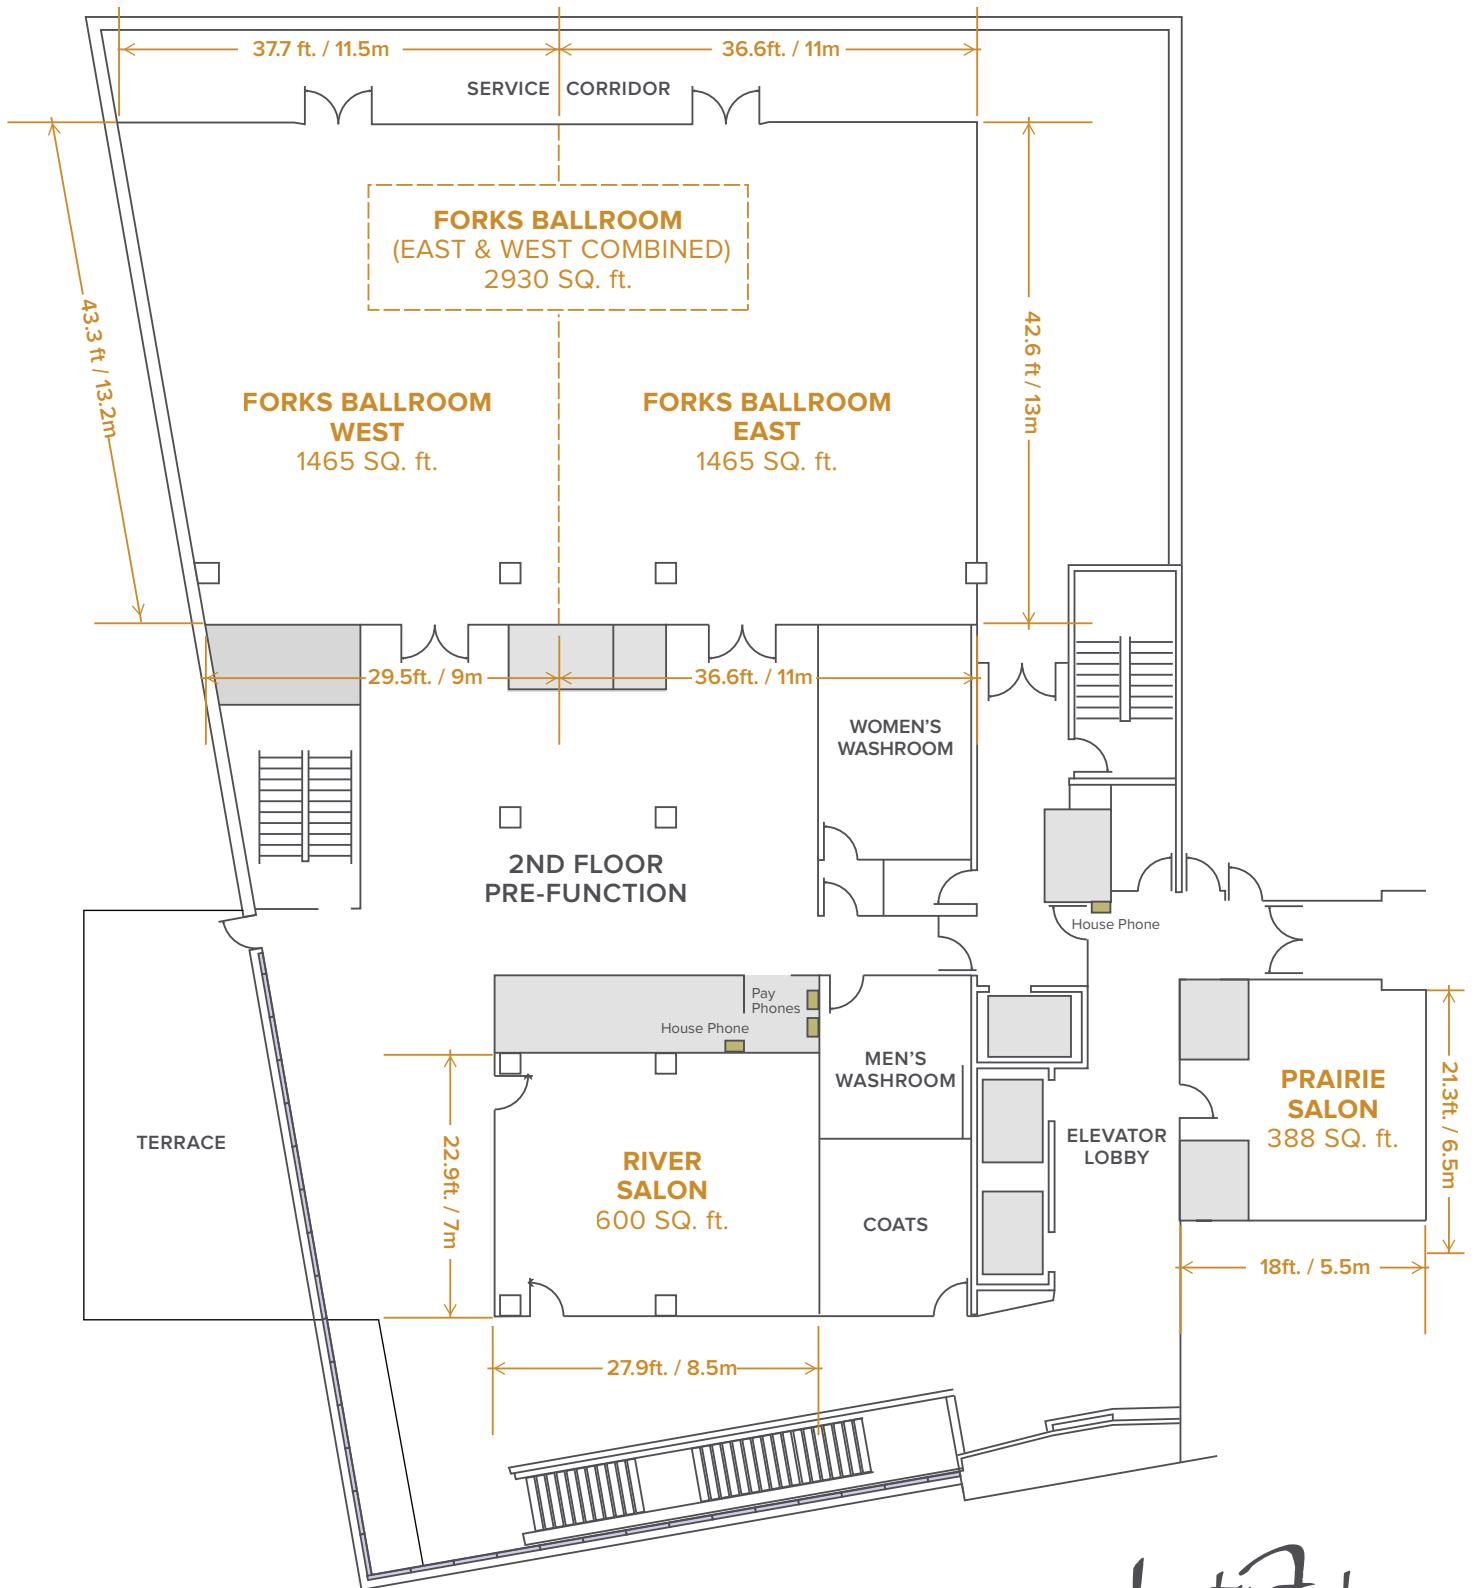 37.7 ft. / 11.5m
36.6ft. / 11m
SERVICE CORRIDOR
FORKS BALLROOM
(EAST & WEST COMBINED)
2930 SQ. ft.
43.3 ft / 13.2m
42.6 ft / 13m
FORKS BALLROOM
WEST
1465 SQ. ft.
FORKS BALLROOM
EAST
1465 SQ. ft.
29.5ft. / 9m
36.6ft. / 11m
WOMEN'S
WASHROOM
2ND FLOOR
PRE-FUNCTION
House Phone
Pay
Phones
House Phone
MEN'S
WASHROOM
TERRACE
22.9ft. / 7m
RIVER
SALON
600 SQ. ft.
COATS
ELEVATOR
LOBBY
PRAIRIE
SALON
388 SQ. ft.
21.3ft. / 6.5m
18ft. / 5.5m
27.9ft. / 8.5m